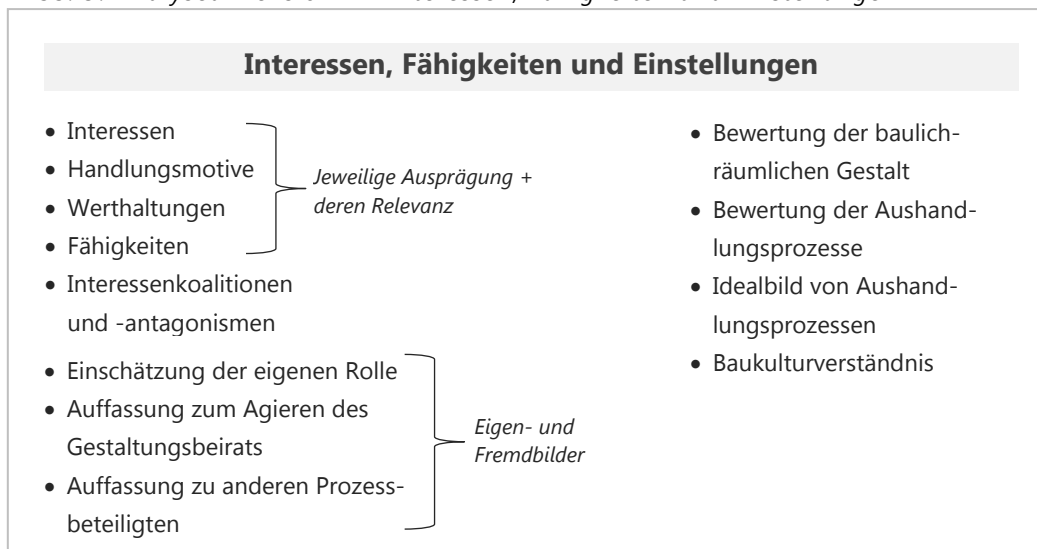 Interessen, Fähigkeiten und Einstellungen
• Interessen
• Handlungsmotive
• Werthaltungen
• Fähigkeiten
Jeweilige Ausprägung +
deren Relevanz
• Interessenkoalitionen
und -antagonismen
• Einschätzung der eigenen Rolle
• Auffassung zum Agieren des
Gestaltungsbeirats
• Auffassung zu anderen Prozess-
beteiligten
Eigen- und
Fremdbilder
• Bewertung der baulich-
räumlichen Gestalt
• Bewertung der Aushand-
lungsprozesse
• Idealbild von Aushand-
lungsprozessen
• Baukulturverständnis